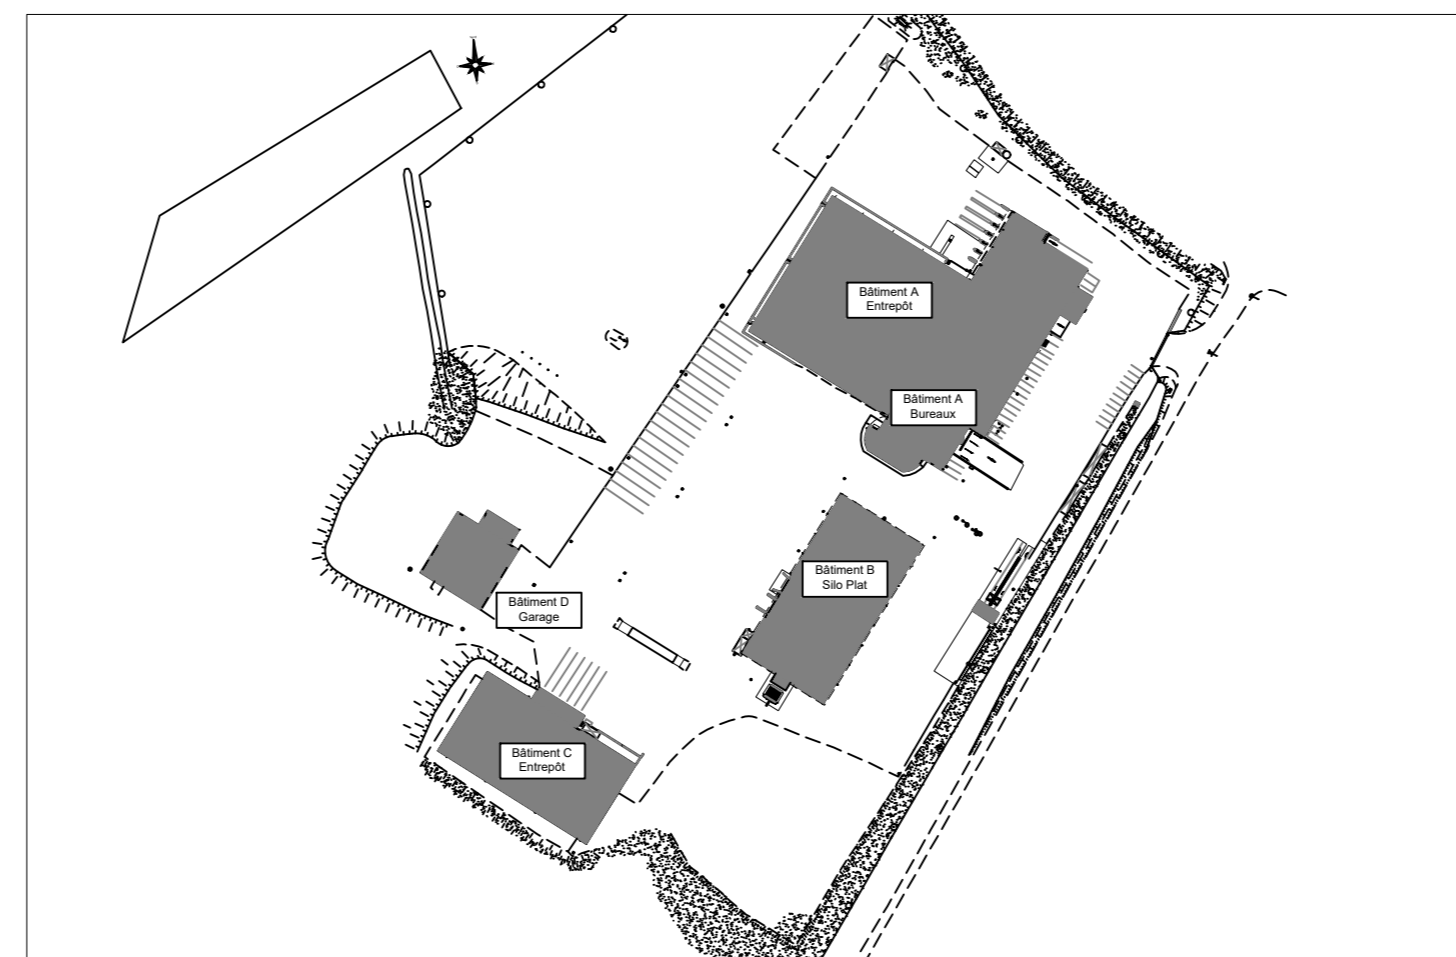 Bâtiment A
Entrepôt
Bâtiment A
Bureaux
Bâtiment B
Silo Plat
Bâtiment D
Garage
Bâtiment C
Entrepôt